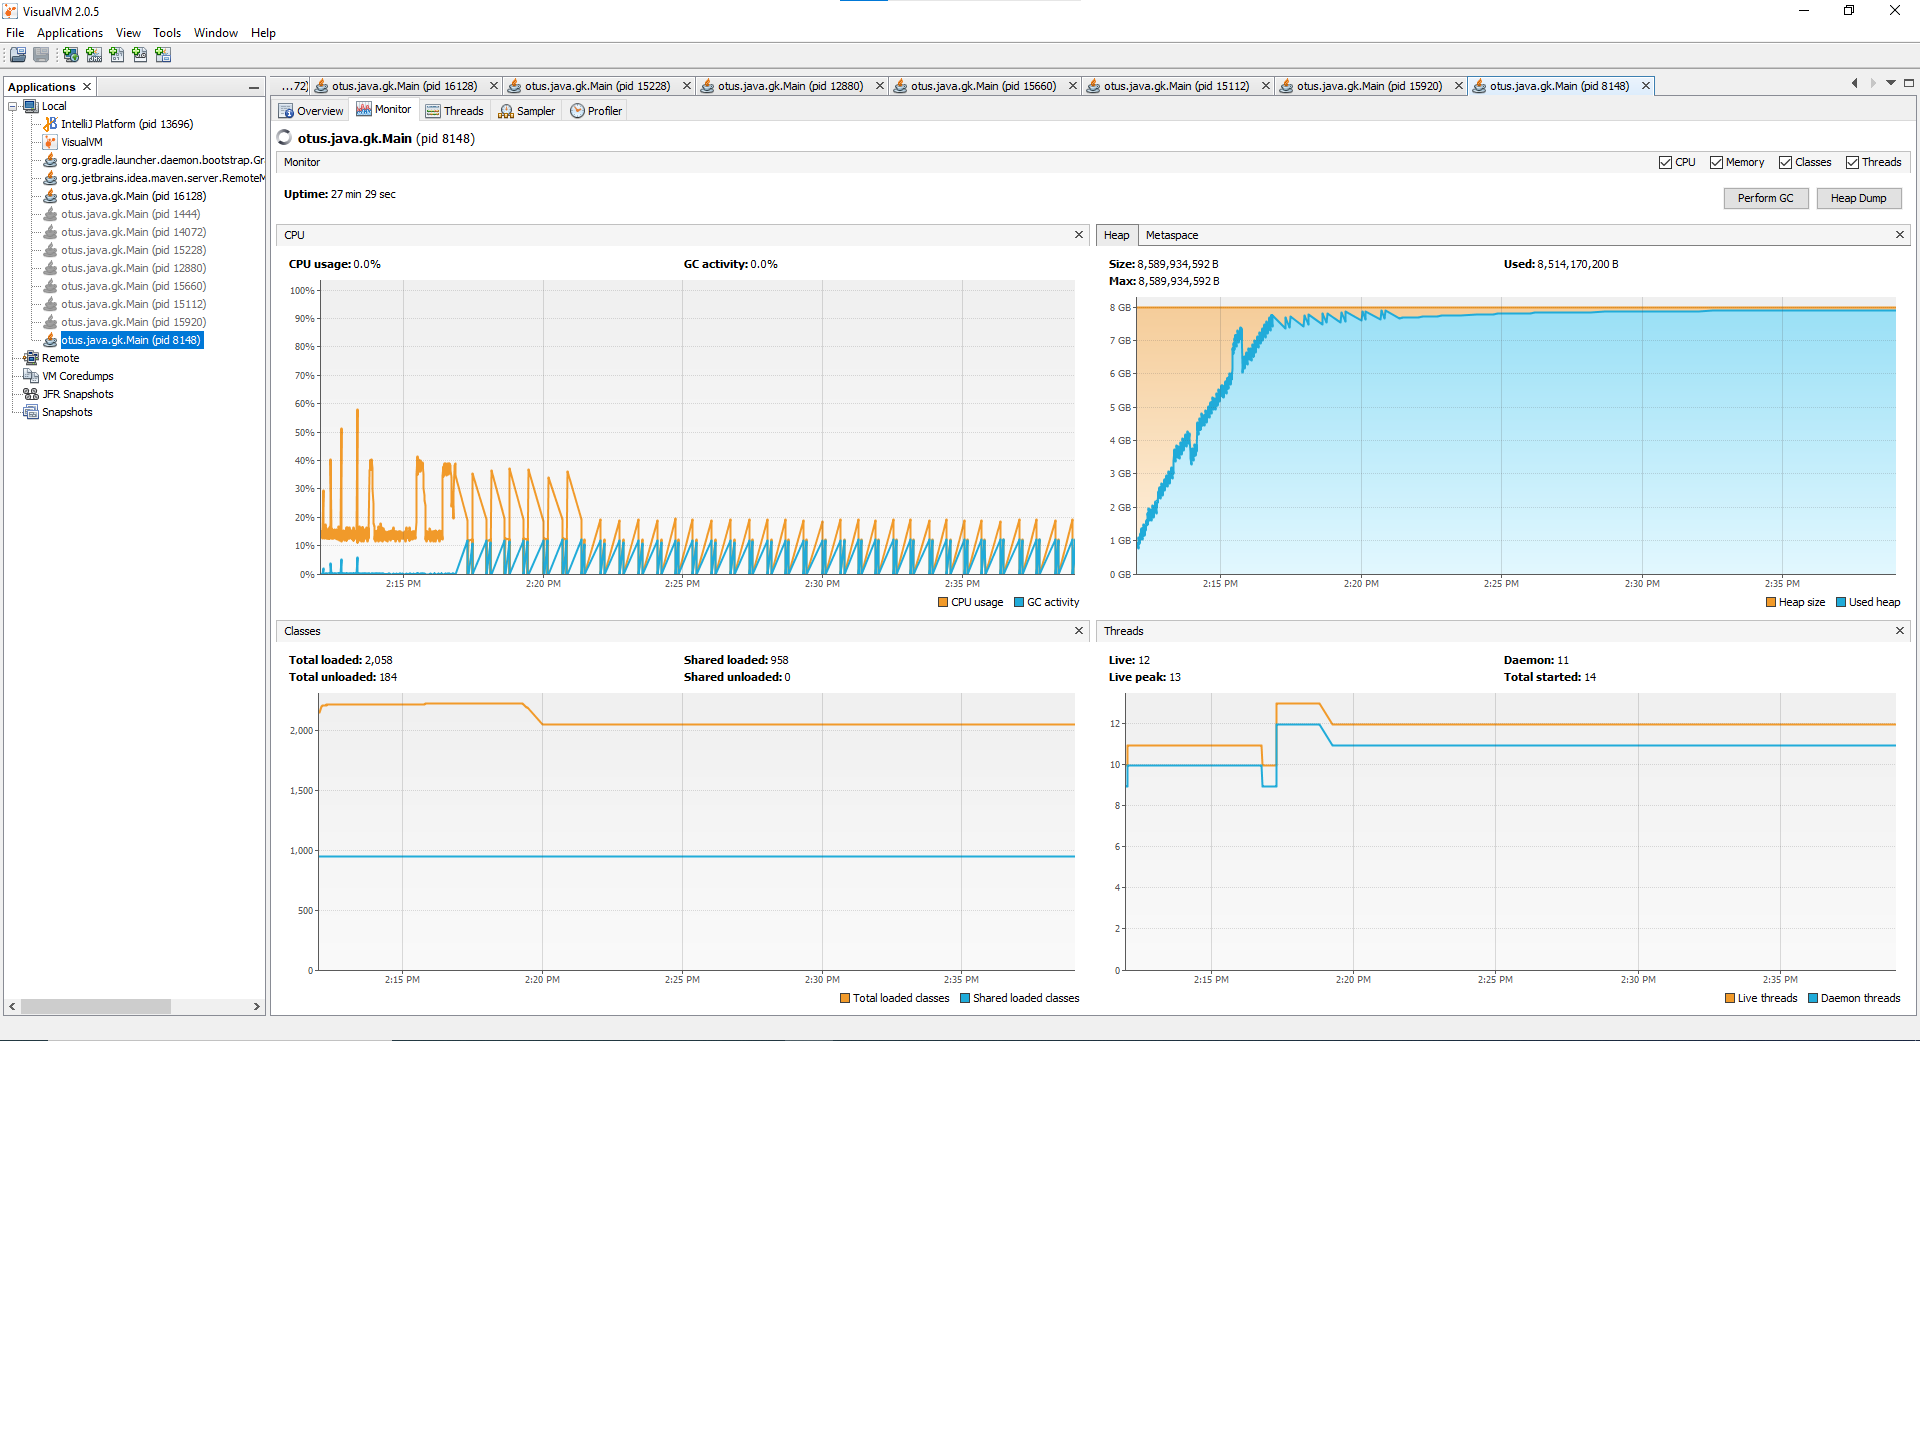 VisualVM 2.0.5
File Applications View Tools Window Help
Applications
Local
IntelliJ Platform (pid 13696)
VisualVM
org.gradle.launcher.daemon.bootstrap.Gr
org.jetbrains.idea.maven.server.RemoteM
otus.java.gk.Main (pid 16128)
otus.java.gk.Main (pid 1444)
otus.java.gk.Main (pid 14072)
otus.java.gk.Main (pid 15228)
otus.java.gk.Main (pid 12880)
otus.java.gk.Main (pid 15660)
otus.java.gk.Main (pid 15112)
otus.java.gk.Main (pid 15920)
otus.java.gk.Main (pid 8148)
Remote
VM Coredumps
JFR Snapshots
Snapshots
...72] otus.java.gk.Main (pid 16128) otus.java.gk.Main (pid 15228) otus.java.gk.Main (pid 12880) otus.java.gk.Main (pid 15660) otus.java.gk.Main (pid 15112) otus.java.gk.Main (pid 15920) otus.java.gk.Main (pid 8148)
Overview Monitor Threads Sampler Profiler
otus.java.gk.Main (pid 8148)
Monitor CPU Memory Classes Threads
Uptime: 27 min 29 sec Perform GC Heap Dump
CPU
CPU usage: 0.0% GC activity: 0.0%
100%
90%
80%
70%
60%
50%
40%
30%
20%
10%
0%
2:15 PM 2:20 PM 2:25 PM 2:30 PM 2:35 PM
CPU usage GC activity
Heap Metaspace
Size: 8,589,934,592 B Used: 8,514,170,200 B
Max: 8,589,934,592 B
8 GB
7 GB
6 GB
5 GB
4 GB
3 GB
2 GB
1 GB
0 GB
2:15 PM 2:20 PM 2:25 PM 2:30 PM 2:35 PM
Heap size Used heap
Classes
Total loaded: 2,058 Shared loaded: 958
Total unloaded: 184 Shared unloaded: 0
2,000
1,500
1,000
500
0
2:15 PM 2:20 PM 2:25 PM 2:30 PM 2:35 PM
Total loaded classes Shared loaded classes
Threads
Live: 12 Daemon: 11
Live peak: 13 Total started: 14
12
10
8
6
4
2
0
2:15 PM 2:20 PM 2:25 PM 2:30 PM 2:35 PM
Live threads Daemon threads